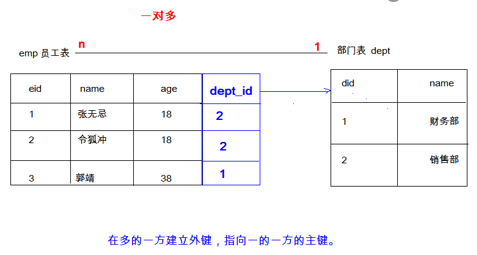 一对多
emp 员工表 n 1 部门表 dept
eid name age dept_id
1 张无忌 18 2
2 令狐冲 18 2
3 郭靖 38 1
did name
1 财务部
2 销售部
在多的一方建立外键，指向一的一方的主键。